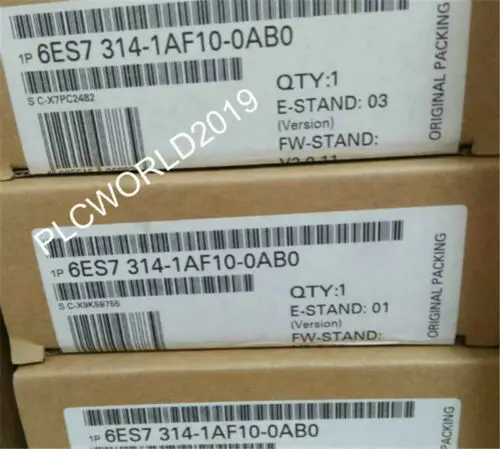 1P 6ES7 314-1AF10-0AB0
S C-X7PC2482
QTY:1
E-STAND: 03
(Version)
FW-STAND:
ORIGINAL PACKING
PLCWORLD2019
1P 6ES7 314-1AF10-0AB0
S C-X9K59755
QTY:1
E-STAND: 01
(Version)
FW-STAND:
ORIGINAL PACKING
1P 6ES7 314-1AF10-0AB0
PACKING